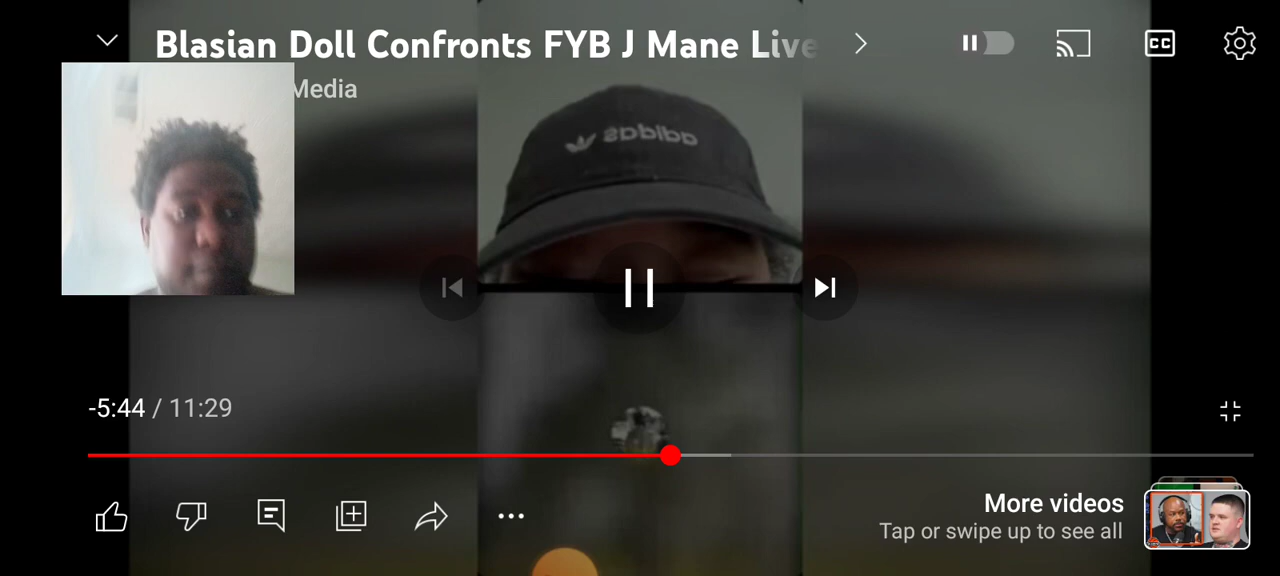 Blasian Doll Confronts FYB J Mane Live
Media
adidas
-5:44 / 11:29
CC
More videos
Tap or swipe up to see all